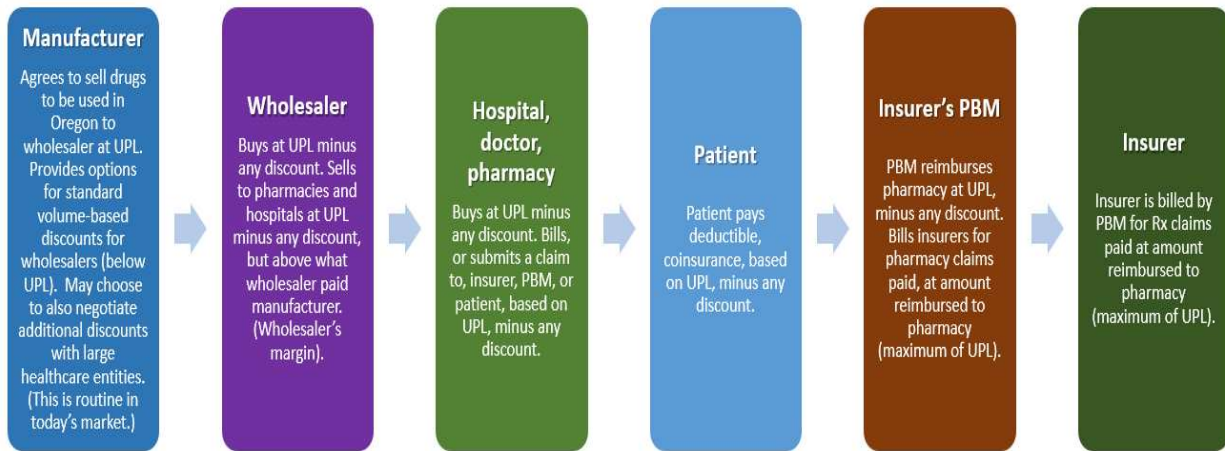 Manufacturer
Agrees to sell drugs
to be used in
Oregon to
wholesaler at UPL.
Provides options
for standard
volume-based
discounts for
wholesalers (below
UPL). May choose
to also negotiate
additional discounts
with large
healthcare entities.
(This is routine in
today's market.)
Wholesaler
Buys at UPL minus
any discount. Sells
to pharmacies and
hospitals at UPL
minus any discount,
but above what
wholesaler paid
manufacturer.
(Wholesaler's
margin).
Hospital,
doctor,
pharmacy
Buys at UPL minus
any discount. Bills,
or submits a claim
to, insurer, PBM, or
patient, based on
UPL, minus any
discount.
Patient
Patient pays
deductible,
coinsurance, based
on UPL, minus any
discount.
Insurer's PBM
PBM reimburses
pharmacy at UPL,
minus any discount.
Bills insurers for
pharmacy claims
paid, at amount
reimbursed to
pharmacy
(maximum of UPL).
Insurer
Insurer is billed by
PBM for Rx claims
paid at amount
reimbursed to
pharmacy
(maximum of UPL).